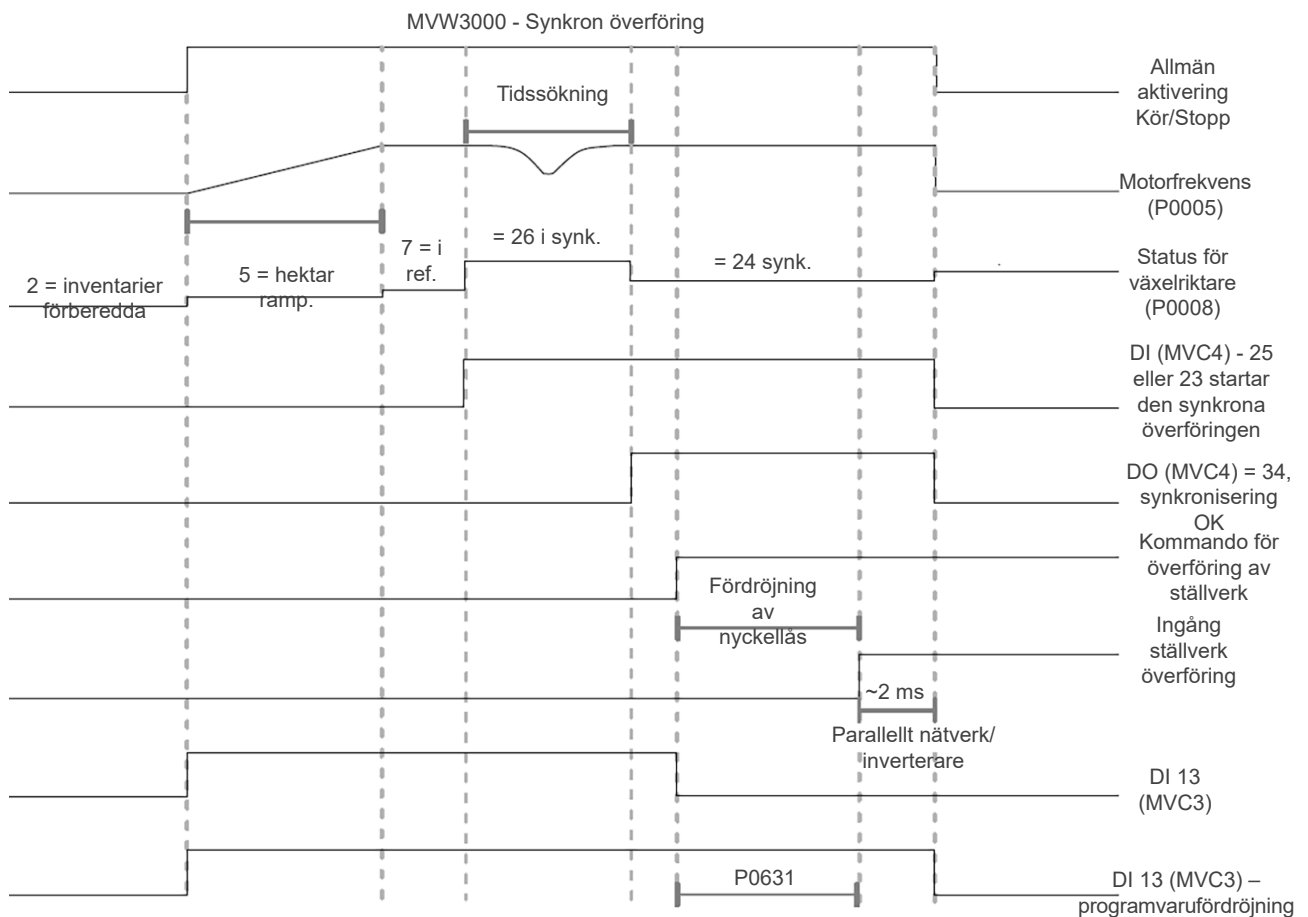 MVW3000 - Synkron överföring
Allmän
aktivering
Kör/Stopp
Tidssökning
Motorfrekvens
(P0005)
2 = inventarier
förberedda
5 = hektar
ramp.
7 = i
ref.
= 26 i synk.
= 24 synk.
Status för
växelriktare
(P0008)
DI (MVC4) - 25
eller 23 startar
den synkrona
överföringen
DO (MVC4) = 34,
synkronisering
OK
Kommando för
överföring av
ställverk
Fördröjning
av
nyckellås
Ingång
ställverk
överföring
~2 ms
Parallellt nätverk/
inverterare
DI 13
(MVC3)
P0631
DI 13 (MVC3) –
programvarufördröjning